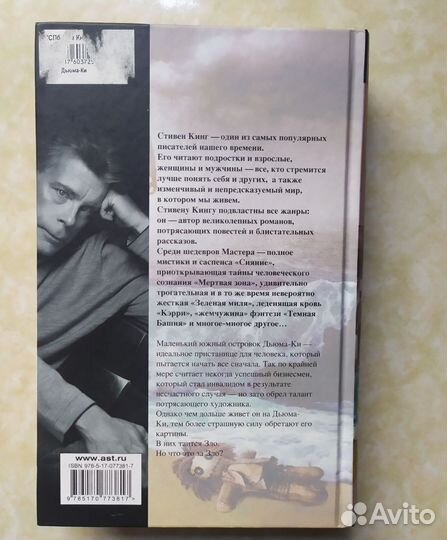 "СПб
17603725
Дьюма-Ки
Стивен Кинг — один из самых популярных
писателей нашего времени.
Его читают подростки и взрослые,
женщины и мужчины — все, кто стремится
лучше понять себя и других, а также
изменчивый и непредсказуемый мир,
в котором мы живем.
Стивену Кингу подвластны все жанры:
он — автор великолепных романов,
потрясающих повестей и блистательных
рассказов.
Среди шедевров Мастера — полное
мистики и саспенса «Сияние»,
приоткрывающая тайны человеческого
сознания "Мертвая зона", удивительно
трогательная и в то же время невероятно
жесткая "Зеленая миля", леденящая кровь
«Кэрри», «жемчужина» фэнтези "Темная
Башня" и многое-многое другое…
Маленький южный островок Дьюма-Ки —
идеальное пристанище для человека, который
пытается начать все сначала. Так по крайней
мере считает некогда успешный бизнесмен,
который стал инвалидом в результате
несчастного случая — но зато обрел талант
потрясающего художника.
Однако чем дольше живет он на Дьюма-
Ки, тем более страшную силу обретают его
картины.
В них таится Зло.
Но что это за Зло?
www.ast.ru
ISBN 978-5-17-077381-7
9 785170 773817
Avito